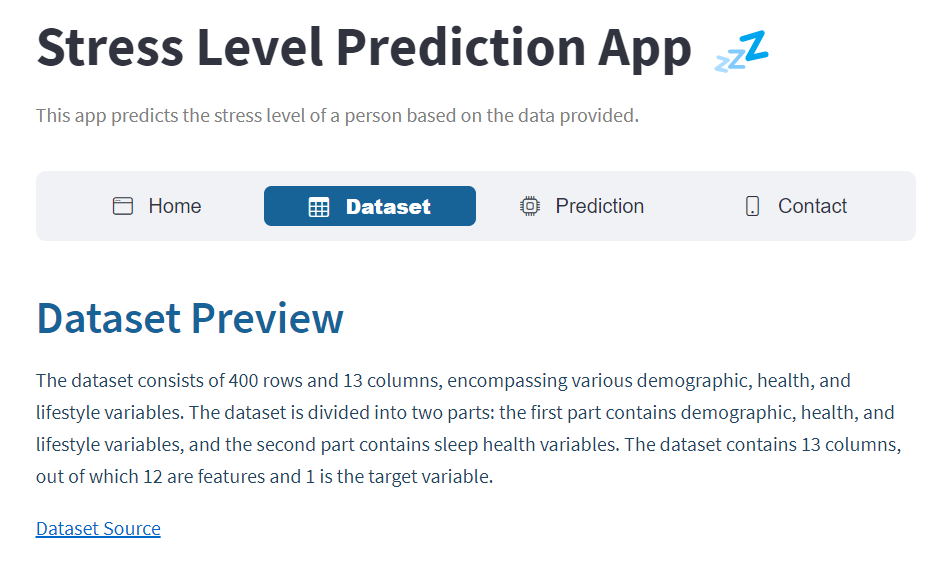 Stress Level Prediction App
This app predicts the stress level of a person based on the data provided.
Home
Dataset
Prediction
Contact
Dataset Preview
The dataset consists of 400 rows and 13 columns, encompassing various demographic, health, and
lifestyle variables. The dataset is divided into two parts: the first part contains demographic, health, and
lifestyle variables, and the second part contains sleep health variables. The dataset contains 13 columns,
out of which 12 are features and 1 is the target variable.
Dataset Source